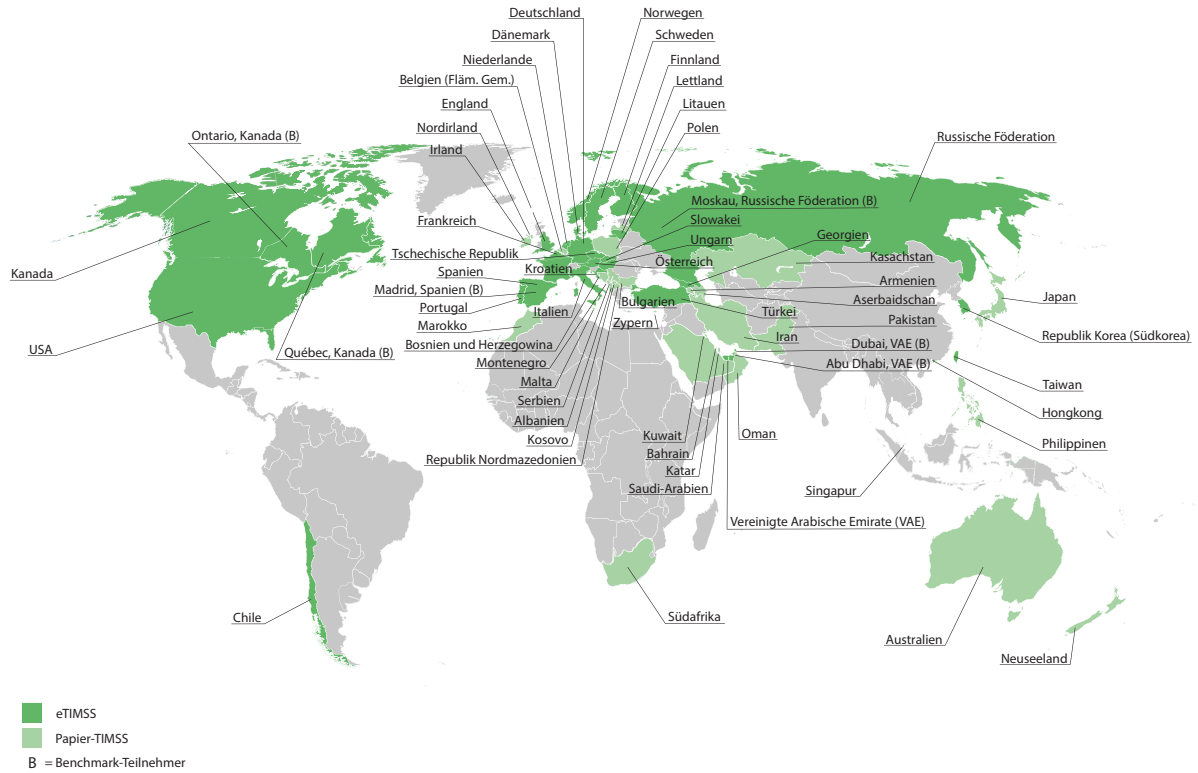 Deutschland
Norwegen
Dänemark
Schweden
Niederlande
Finnland
Belgien (Fläm. Gem.)
Lettland
England
Litauen
Nordirland
Polen
Ontario, Kanada (B)
Irland
Russische Föderation
Moskau, Russische Föderation (B)
Frankreich
Slowakei
Georgien
Ungarn
Tschechische Republik
Kasachstan
Österreich
Kroatien
Kanada
Spanien
Armenien
Madrid, Spanien (B)
Aserbaidschan
Japan
Bulgarien
Portugal
Italien
Türkei
Zypern
Pakistan
Marokko
Iran
Republik Korea (Südkorea)
Bosnien und Herzegowina
Dubai, VAE (B)
USA
Québec, Kanada (B)
Montenegro
Abu Dhabi, VAE (B)
Malta
Taiwan
Serbien
Hongkong
Albanien
Oman
Kuwait
Kosovo
Philippinen
Bahrain
Republik Nordmazedonien
Katar
Saudi-Arabien
Singapur
Vereinigte Arabische Emirate (VAE)
Chile
Südafrika
Australien
Neuseeland
eTIMSS
Papier-TIMSS
B = Benchmark-Teilnehmer